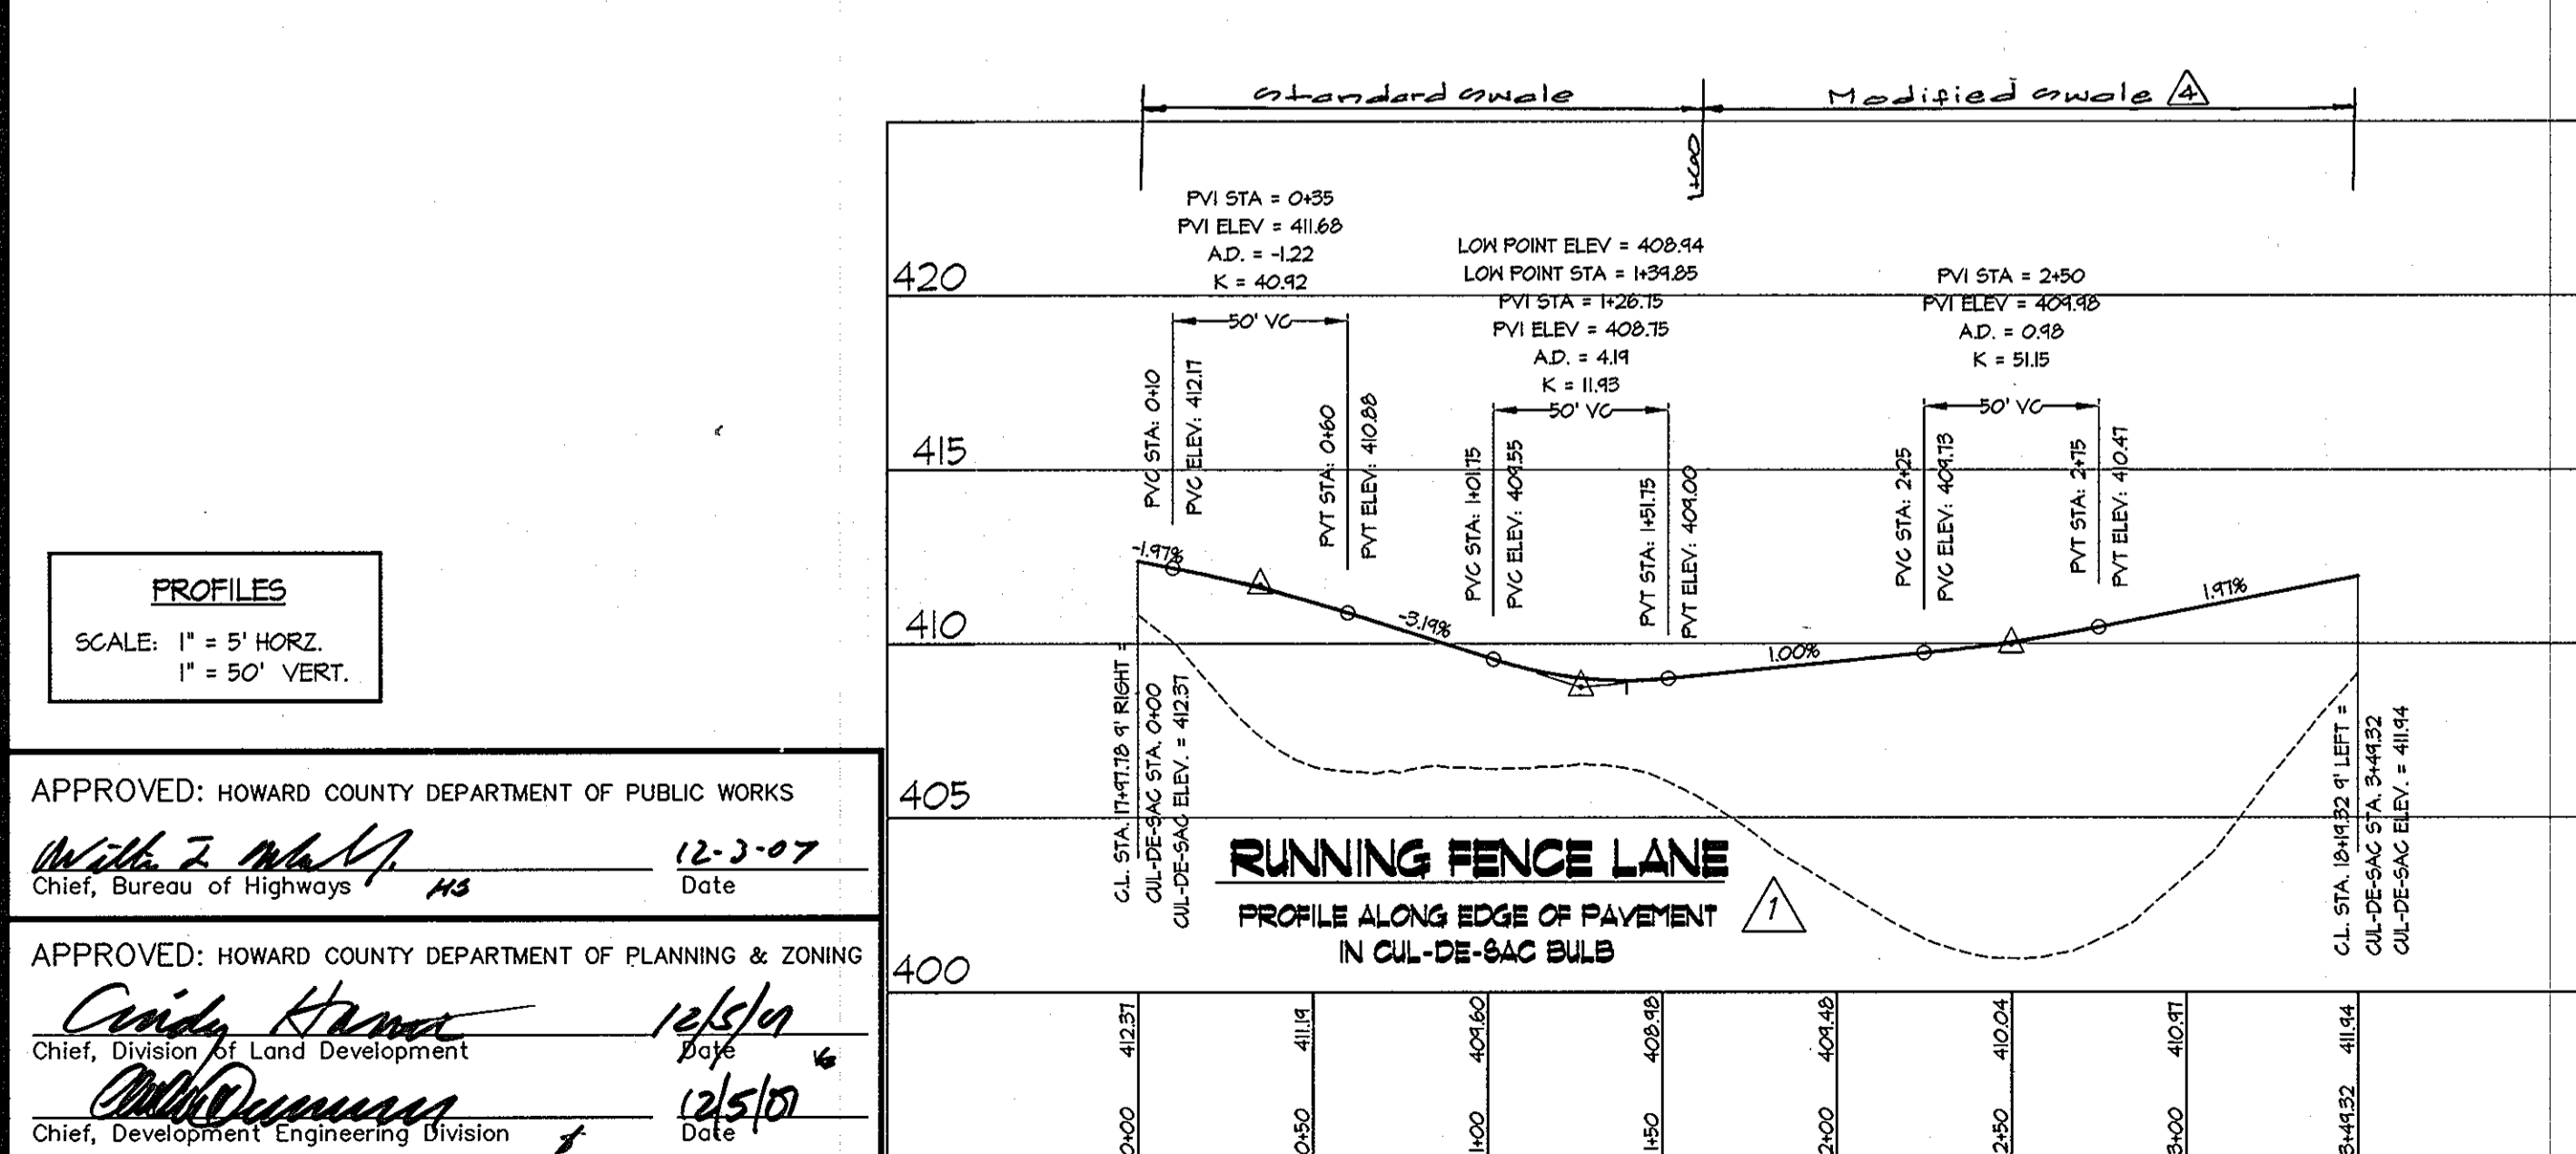 Standard Swale
Modified Swale 4
1+60
PVI STA = 0+35
PVI ELEV = 411.68
A.D. = -1.22
K = 40.92
50' VC
PVC STA: 0+10
PVC ELEV: 412.17
PVT STA: 0+60
PVT ELEV: 410.88
LOW POINT ELEV = 408.94
LOW POINT STA = 1+39.85
PVI STA = 1+26.75
PVI ELEV = 408.75
A.D. = 4.19
K = 11.93
50' VC
PVC STA: 1+01.75
PVC ELEV: 409.55
PVT STA: 1+51.75
PVT ELEV: 409.00
PVI STA = 2+50
PVI ELEV = 409.98
A.D. = 0.98
K = 51.15
50' VC
PVC STA: 2+25
PVC ELEV: 409.73
PVT STA: 2+75
PVT ELEV: 410.47
420
415
410
405
400
-1.97%
-3.19%
1.00%
1.97%
C.L. STA. 17+97.78 9' RIGHT =
CUL-DE-SAC STA. 0+00
CUL-DE-SAC ELEV. = 412.37
C.L. STA. 18+19.32 9' LEFT =
CUL-DE-SAC STA. 3+49.32
CUL-DE-SAC ELEV. = 411.94
RUNNING FENCE LANE
PROFILE ALONG EDGE OF PAVEMENT
IN CUL-DE-SAC BULB
1
412.37
411.19
409.60
408.98
409.48
410.04
410.97
411.94
0+00
0+50
1+00
1+50
2+00
2+50
3+00
3+49.32
PROFILES
SCALE: 1" = 5' HORZ.
1" = 50' VERT.
APPROVED: HOWARD COUNTY DEPARTMENT OF PUBLIC WORKS
12-3-07
Chief, Bureau of Highways HS Date
APPROVED: HOWARD COUNTY DEPARTMENT OF PLANNING & ZONING
Cindy Hamm 12/5/07
Chief, Division of Land Development Date
12/5/07
Chief, Development Engineering Division Date